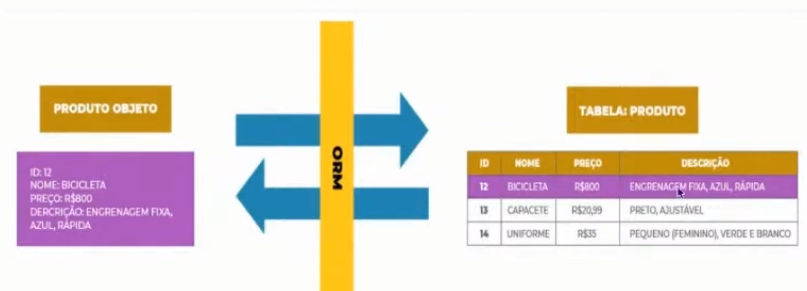 PRODUTO OBJETO
ID: 12
NOME: BICICLETA
PREÇO: R$800
DERCRIÇÃO: ENGRENAGEM FIXA,
AZUL, RÁPIDA
ORM
TABELA: PRODUTO
ID NOME PREÇO DESCRIÇÃO
12 BICICLETA R$800 ENGRENAGEM FIXA, AZUL, RÁPIDA
13 CAPACETE R$20,99 PRETO, AJUSTÁVEL
14 UNIFORME R$35 PEQUENO (FEMININO), VERDE E BRANCO